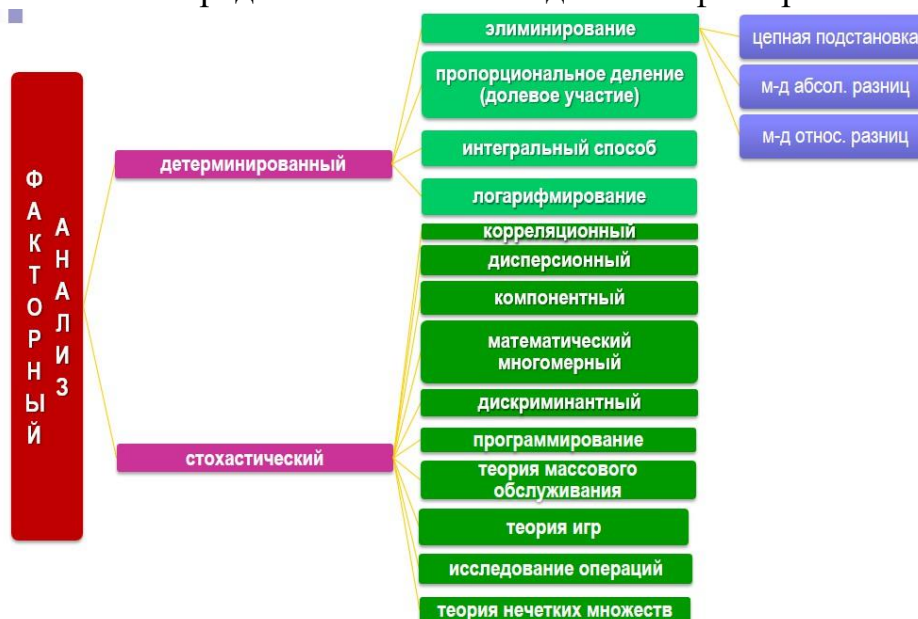 ФАКТОРНЫЙ
АНАЛИЗ
детерминированный
элиминирование
цепная подстановка
м-д абсол. разниц
м-д относ. разниц
пропорциональное деление
(долевое участие)
интегральный способ
логарифмирование
стохастический
корреляционный
дисперсионный
компонентный
математический
многомерный
дискриминантный
программирование
теория массового
обслуживания
теория игр
исследование операций
теория нечетких множеств